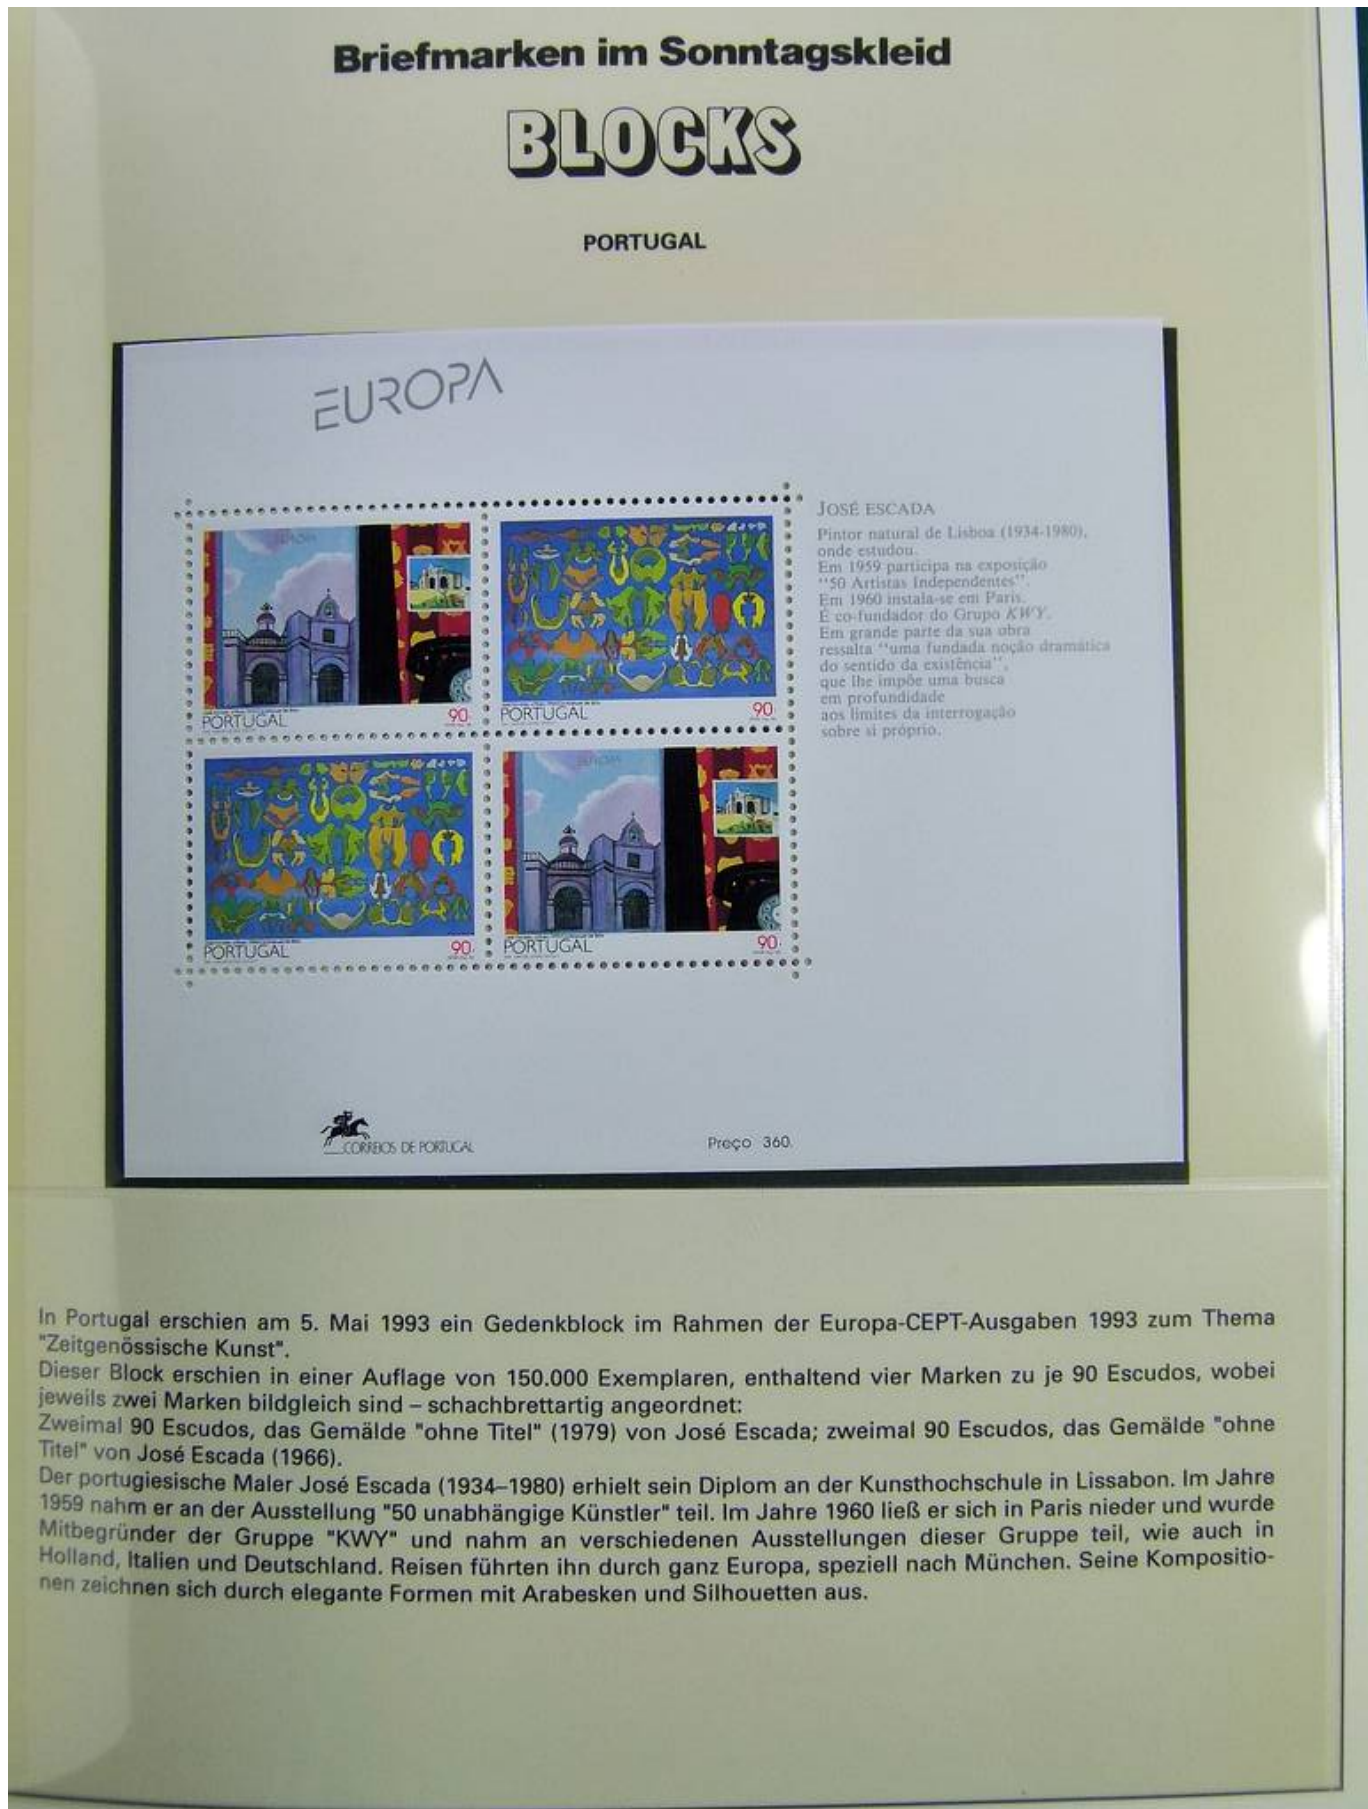 Briefmarken im Sonntagskleid
BLOCKS
PORTUGAL
EUROPA
JOSÉ ESCADA
Pintor natural de Lisboa (1934-1980),
onde estudou.
Em 1959 participa na exposição
"50 Artistas Independentes".
Em 1960 instala-se em Paris.
É co-fundador do Grupo KWY.
Em grande parte da sua obra
ressalta "uma fundada noção dramática
do sentido da existência",
que lhe impõe uma busca
em profundidade
aos limites da interrogação
sobre si próprio.
EUROPA
PORTUGAL 90.
PORTUGAL 90.
PORTUGAL 90.
EUROPA
PORTUGAL 90.
CORREIOS DE PORTUGAL
Preço 360.
In Portugal erschien am 5. Mai 1993 ein Gedenkblock im Rahmen der Europa-CEPT-Ausgaben 1993 zum Thema
"Zeitgenössische Kunst".
Dieser Block erschien in einer Auflage von 150.000 Exemplaren, enthaltend vier Marken zu je 90 Escudos, wobei
jeweils zwei Marken bildgleich sind – schachbrettartig angeordnet:
Zweimal 90 Escudos, das Gemälde "ohne Titel" (1979) von José Escada; zweimal 90 Escudos, das Gemälde "ohne
Titel" von José Escada (1966).
Der portugiesische Maler José Escada (1934–1980) erhielt sein Diplom an der Kunsthochschule in Lissabon. Im Jahre
1959 nahm er an der Ausstellung "50 unabhängige Künstler" teil. Im Jahre 1960 ließ er sich in Paris nieder und wurde
Mitbegründer der Gruppe "KWY" und nahm an verschiedenen Ausstellungen dieser Gruppe teil, wie auch in
Holland, Italien und Deutschland. Reisen führten ihn durch ganz Europa, speziell nach München. Seine Kompositio-
nen zeichnen sich durch elegante Formen mit Arabesken und Silhouetten aus.